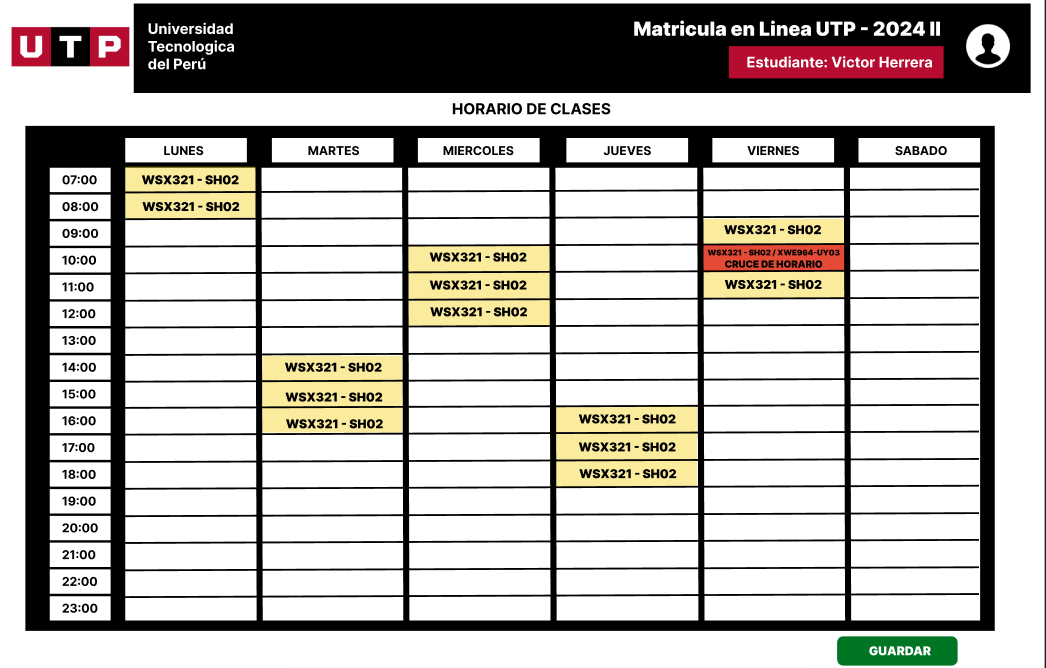 UTP
Universidad
Tecnologica
del Perú
Matricula en Linea UTP - 2024 II
Estudiante: Victor Herrera
HORARIO DE CLASES
LUNES MARTES MIERCOLES JUEVES VIERNES SABADO
07:00 WSX321 - SH02
08:00 WSX321 - SH02
09:00 WSX321 - SH02
10:00 WSX321 - SH02 WSX321 - SH02 / XWE964-UY03
CRUCE DE HORARIO
11:00 WSX321 - SH02 WSX321 - SH02
12:00 WSX321 - SH02
13:00
14:00 WSX321 - SH02
15:00 WSX321 - SH02
16:00 WSX321 - SH02 WSX321 - SH02
17:00 WSX321 - SH02
18:00 WSX321 - SH02
19:00
20:00
21:00
22:00
23:00
GUARDAR